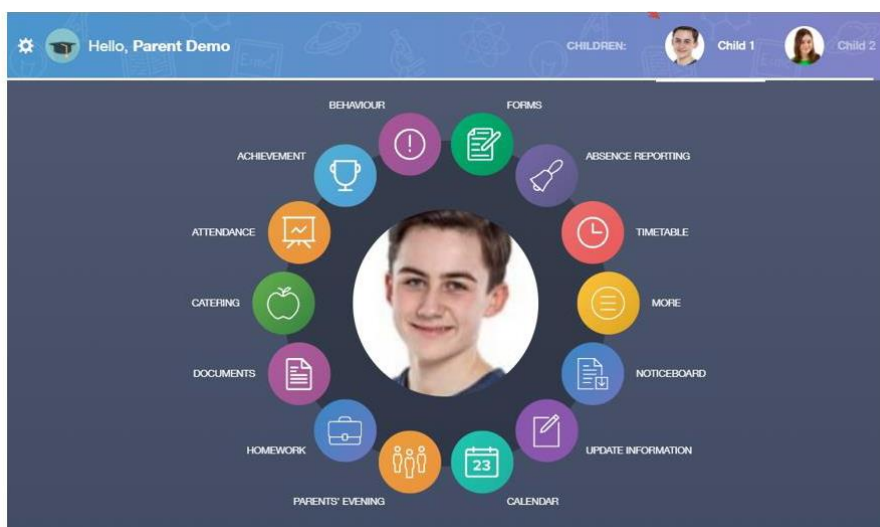 Hello, Parent Demo
CHILDREN:
Child 1
Child 2
BEHAVIOUR
FORMS
ACHIEVEMENT
ABSENCE REPORTING
ATTENDANCE
TIMETABLE
CATERING
MORE
DOCUMENTS
NOTICEBOARD
HOMEWORK
UPDATE INFORMATION
23
PARENTS' EVENING
CALENDAR